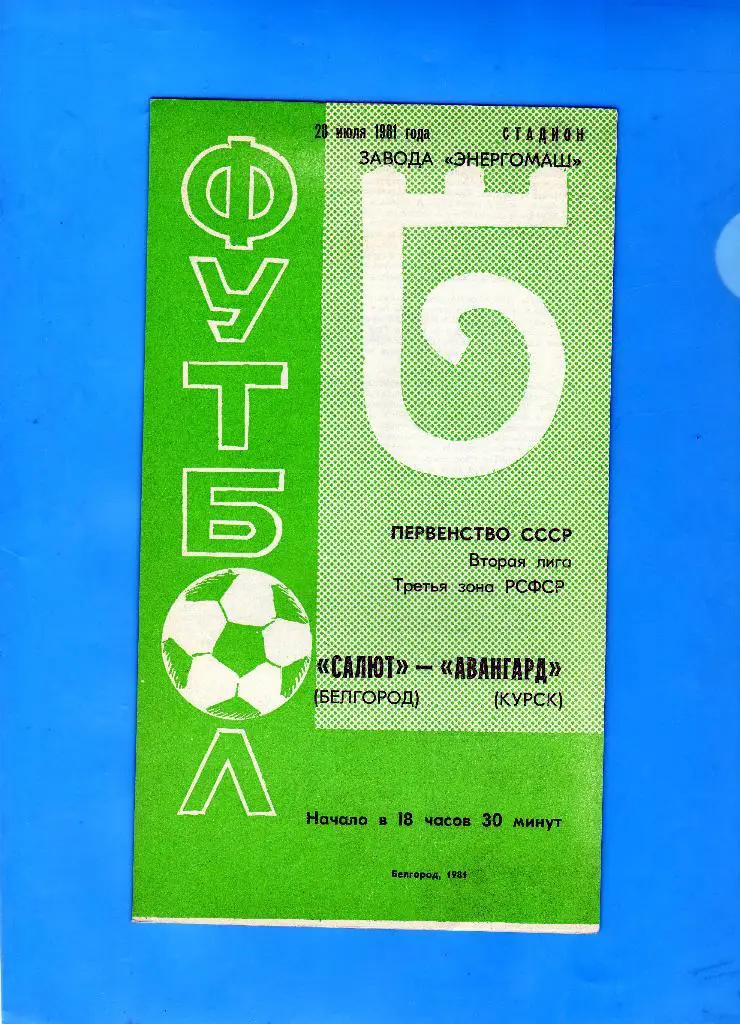 ФУТБОЛ
28 июля 1981 года СТАДИОН
ЗАВОДА «ЭНЕРГОМАШ»
Б
ПЕРВЕНСТВО СССР
Вторая лига
Третья зона РСФСР
«САЛЮТ» — «АВАНГАРД»
(БЕЛГОРОД) (КУРСК)
Начало в 18 часов 30 минут
Белгород, 1981